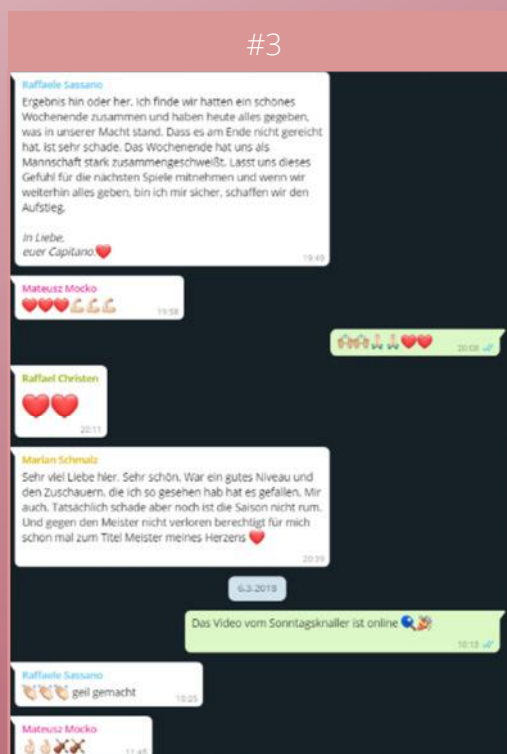 #3
Raffaele Sassano
Ergebnis hin oder her. Ich finde wir hatten ein schönes
Wochenende zusammen und haben heute alles gegeben,
was in unserer Macht stand. Dass es am Ende nicht gereicht
hat, ist sehr schade. Das Wochenende hat uns als
Mannschaft stark zusammengeschweißt. Lasst uns dieses
Gefühl für die nächsten Spiele mitnehmen und wenn wir
weiterhin alles geben, bin ich mir sicher, schaffen wir den
Aufstieg.
In Liebe,
euer Capitano.❤️
19:49
Mateusz Mocko
❤️❤️❤️💪🏼💪🏼💪🏼
19:58
20:08
Raffael Christen
❤️❤️
20:11
Marian Schmalz
Sehr viel Liebe hier. Sehr schön. War ein gutes Niveau und
den Zuschauern, die ich so gesehen hab hat es gefallen. Mir
auch. Tatsächlich schade aber noch ist die Saison nicht rum.
Und gegen den Meister nicht verloren berechtigt für mich
schon mal zum Titel Meister meines Herzens ❤️
20:39
6.3.2018
Das Video vom Sonntagsknaller ist online 🏓🎉
10:13
Raffaele Sassano
👏🏻👏🏻👏🏻 geil gemacht
10:25
Mateusz Mocko
👌🏻👌🏻🎻🎻
11:45